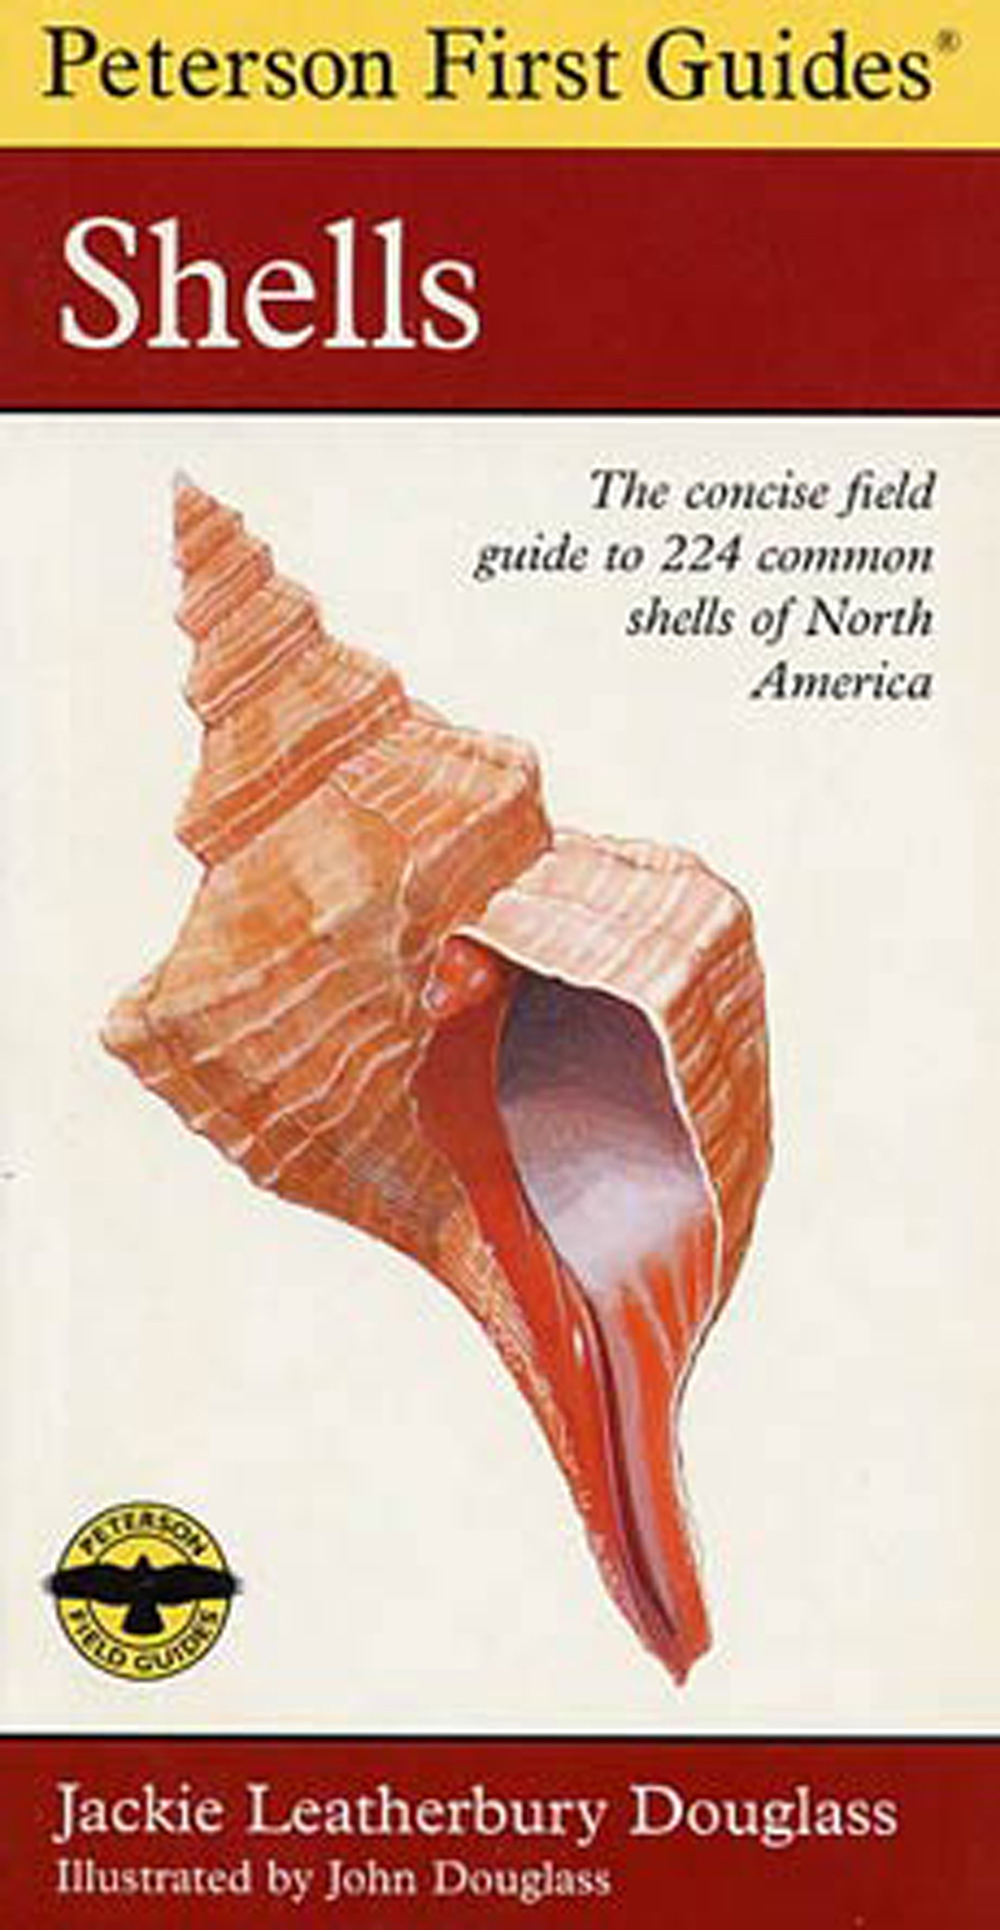 Peterson First Guides®
Shells
The concise field
guide to 224 common
shells of North
America
PETERSON
FIELD GUIDES
Jackie Leatherbury Douglass
Illustrated by John Douglass